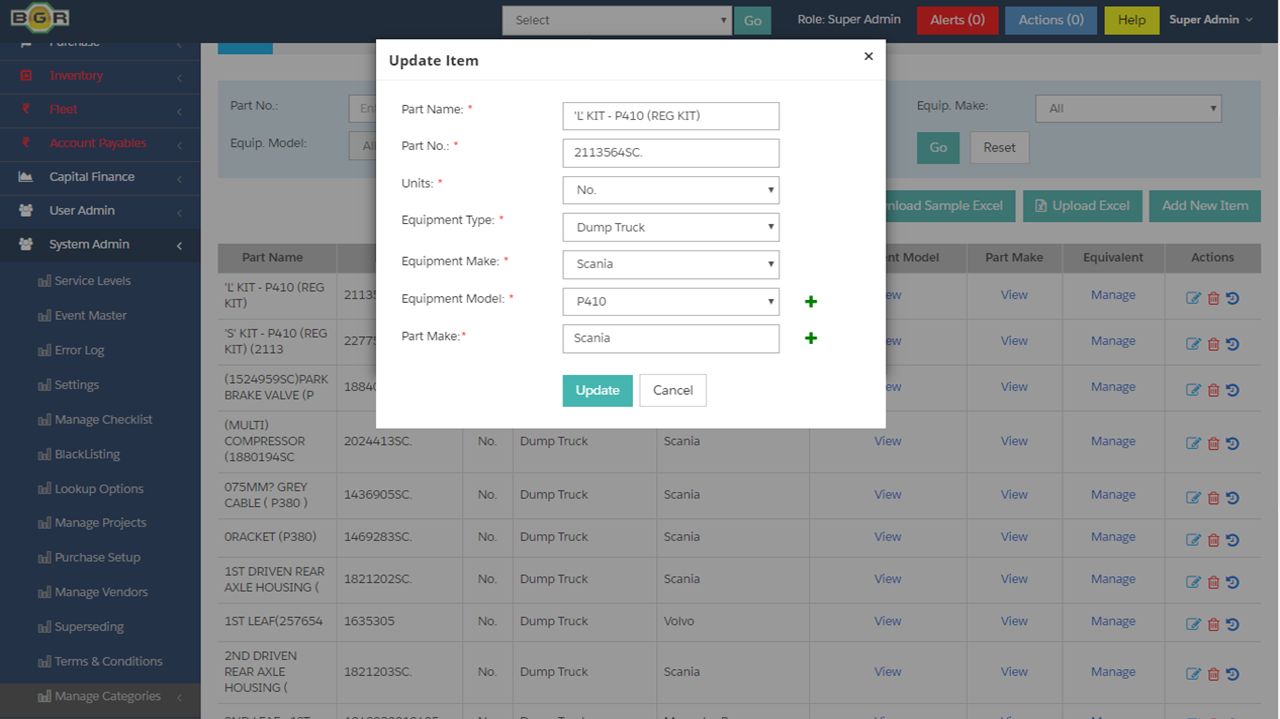 BGR
Select
Go
Role: Super Admin
Alerts (0)
Actions (0)
Help
Super Admin
Purchase
Inventory
Fleet
Account Payables
Capital Finance
User Admin
System Admin
Service Levels
Event Master
Error Log
Settings
Manage Checklist
BlackListing
Lookup Options
Manage Projects
Purchase Setup
Manage Vendors
Superseding
Terms & Conditions
Manage Categories
Part No.:
Equip. Make:
All
Equip. Model:
Go
Reset
nload Sample Excel
Upload Excel
Add New Item
Update Item
×
Part Name: *
'L' KIT - P410 (REG KIT)
Part No.: *
2113564SC.
Units: *
No.
Equipment Type: *
Dump Truck
Equipment Make: *
Scania
Equipment Model: *
P410
Part Make:*
Scania
Update
Cancel
Part Name
nt Model
Part Make
Equivalent
Actions
'L' KIT - P410 (REG
KIT)
2113
ew
View
Manage
'S' KIT - P410 (REG
KIT) (2113
2277
ew
View
Manage
(1524959SC)PARK
BRAKE VALVE (P
1884
ew
View
Manage
(MULTI)
COMPRESSOR
(1880194SC
2024413SC.
No.
Dump Truck
Scania
View
View
Manage
075MM? GREY
CABLE ( P380 )
1436905SC.
No.
Dump Truck
Scania
View
View
Manage
0RACKET (P380)
1469283SC.
No.
Dump Truck
Scania
View
View
Manage
1ST DRIVEN REAR
AXLE HOUSING (
1821202SC.
No.
Dump Truck
Scania
View
View
Manage
1ST LEAF(257654
1635305
No.
Dump Truck
Volvo
View
View
Manage
2ND DRIVEN
REAR AXLE
HOUSING (
1821203SC.
No.
Dump Truck
Scania
View
View
Manage